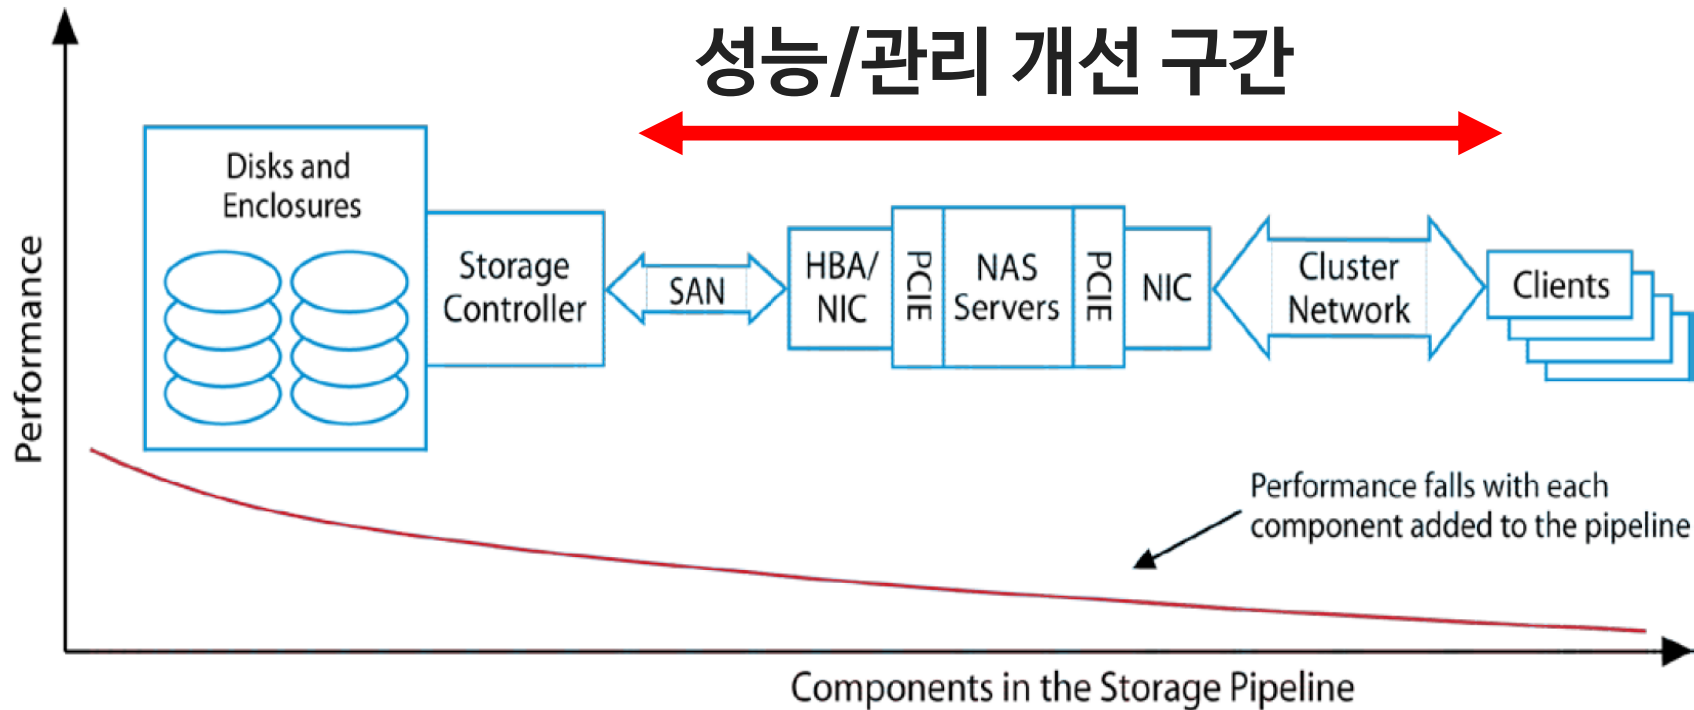 성능/관리 개선 구간
Disks and
Enclosures
Storage
Controller
SAN
HBA/
NIC
PCIE
NAS
Servers
PCIE
NIC
Cluster
Network
Clients
Performance
Performance falls with each
component added to the pipeline
Components in the Storage Pipeline